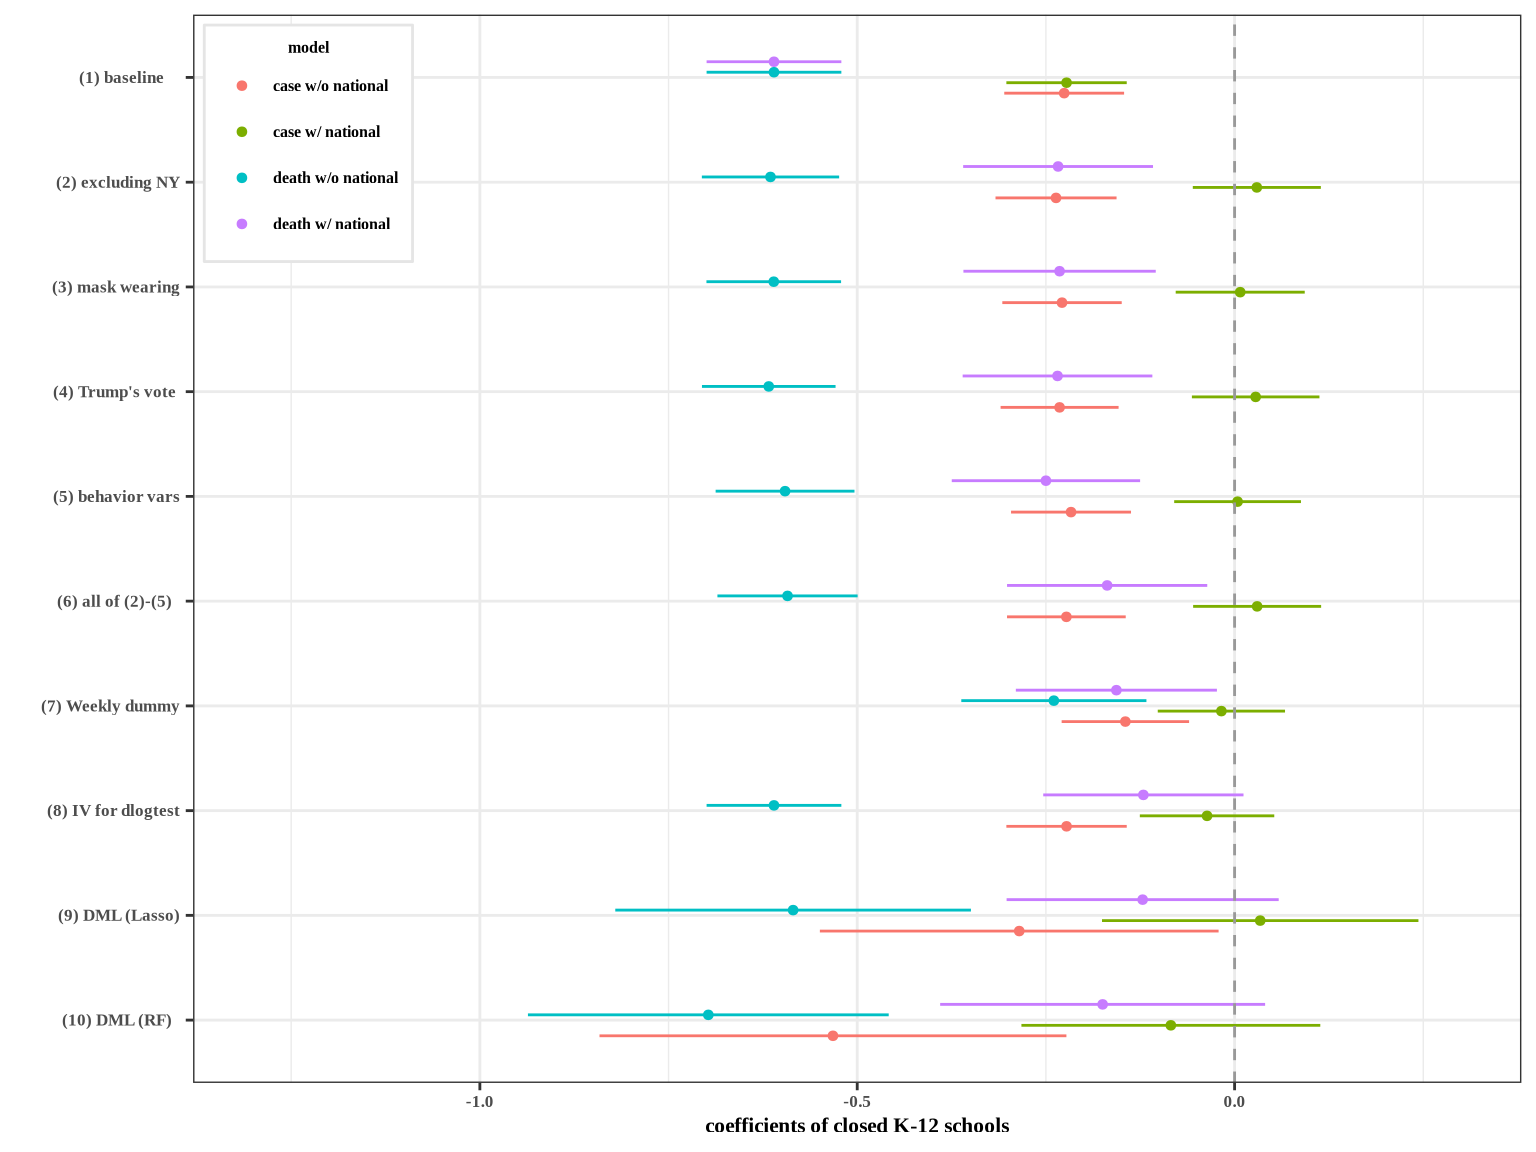 model
case w/o national
case w/ national
death w/o national
death w/ national
(1) baseline
(2) excluding NY
(3) mask wearing
(4) Trump's vote
(5) behavior vars
(6) all of (2)-(5)
(7) Weekly dummy
(8) IV for dlogtest
(9) DML (Lasso)
(10) DML (RF)
-1.0 -0.5 0.0
coefficients of closed K-12 schools